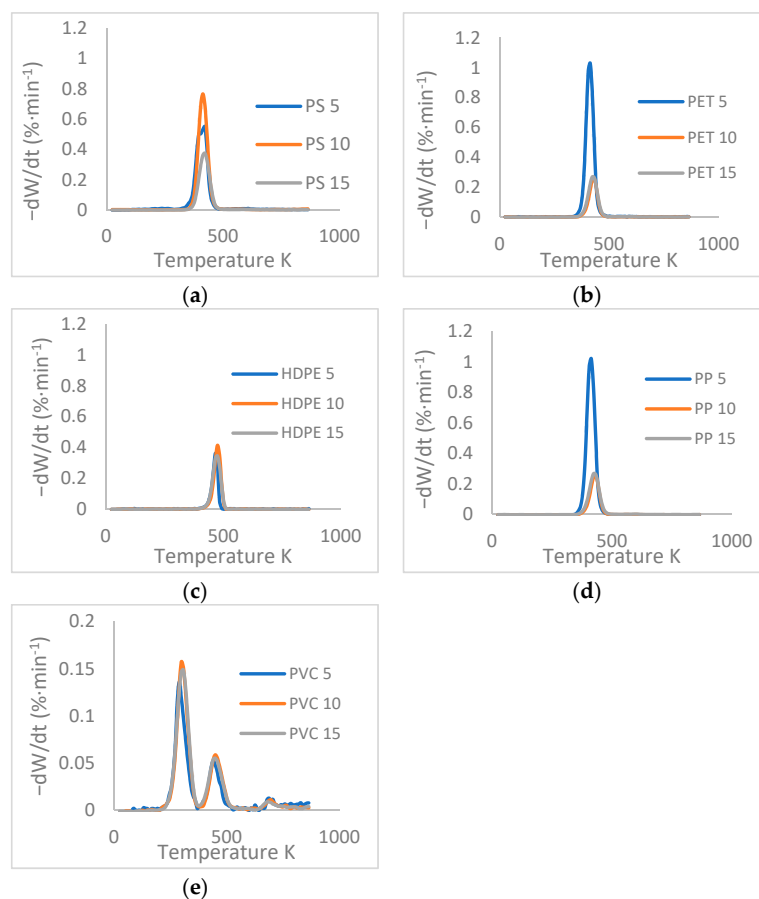 1.2
1
0.8
0.6
0.4
0.2
0
−dW/dt (%·min⁻¹)
PS 5
PS 10
PS 15
0
500
1000
Temperature K
(a)
1.2
1
0.8
0.6
0.4
0.2
0
−dW/dt (%·min⁻¹)
PET 5
PET 10
PET 15
0
500
1000
Temperature K
(b)
1.2
1
0.8
0.6
0.4
0.2
0
−dW/dt (%·min⁻¹)
HDPE 5
HDPE 10
HDPE 15
0
500
1000
Temperature K
(c)
1.2
1
0.8
0.6
0.4
0.2
0
−dW/dt (%·min⁻¹)
PP 5
PP 10
PP 15
0
500
1000
Temperature K
(d)
0.2
0.15
0.1
0.05
0
−dW/dt (%·min⁻¹)
PVC 5
PVC 10
PVC 15
0
500
1000
Temperature K
(e)